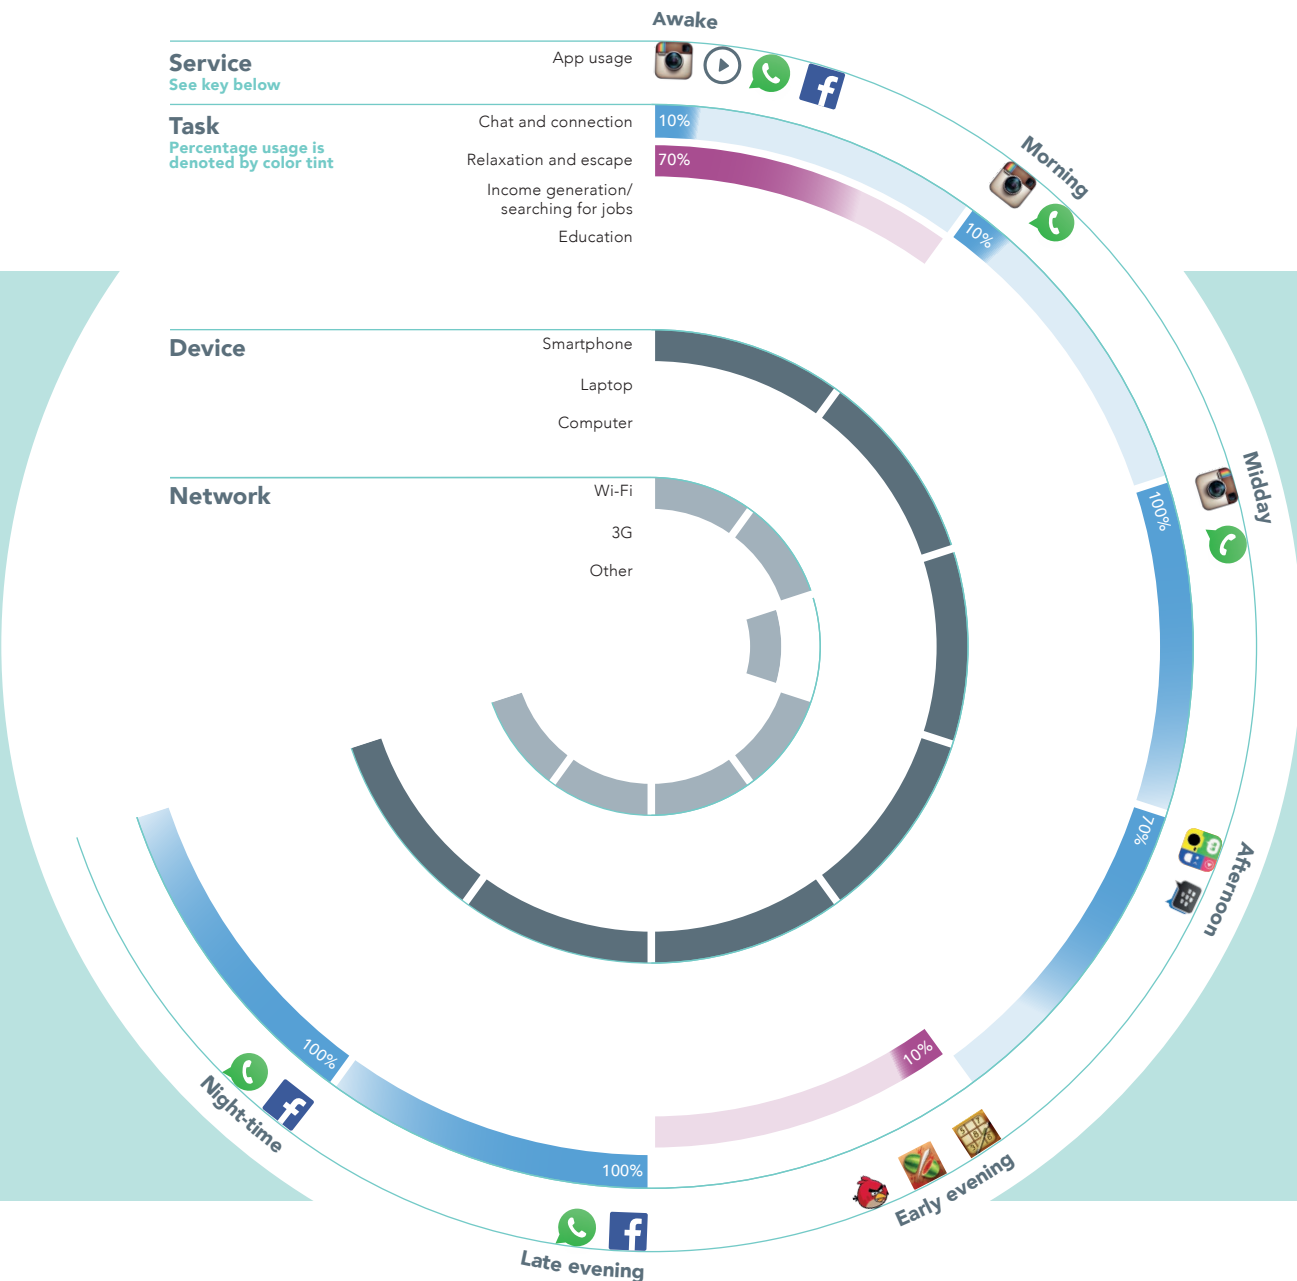 Awake
Service
See key below
App usage
Task
Percentage usage is
denoted by color tint
Chat and connection
10%
Relaxation and escape
70%
Income generation/
searching for jobs
Education
Morning
10%
Device
Smartphone
Laptop
Computer
Midday
100%
Network
Wi-Fi
3G
Other
Afternoon
70%
Early evening
10%
Late evening
100%
Night-time
100%